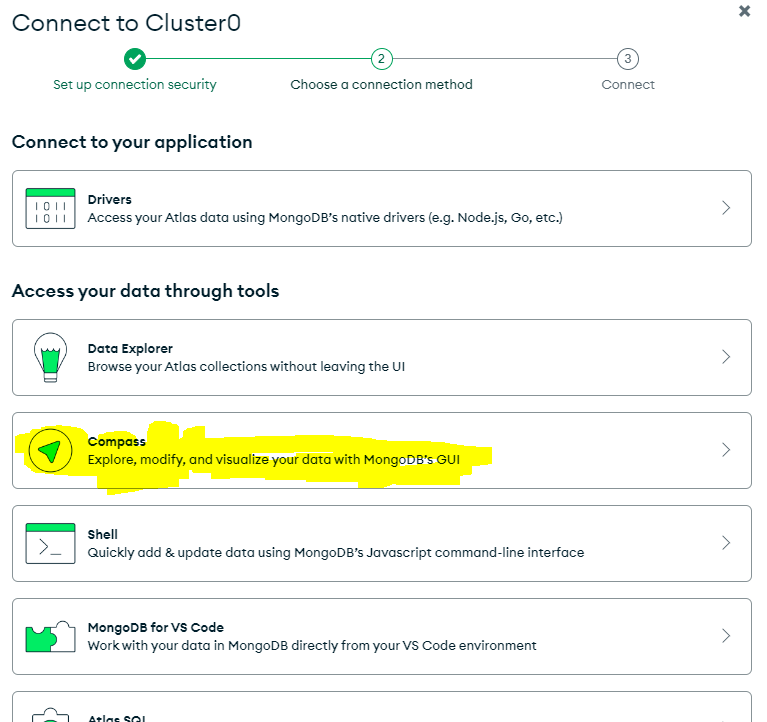 Connect to Cluster0
2
3
Set up connection security
Choose a connection method
Connect
Connect to your application
Drivers
Access your Atlas data using MongoDB's native drivers (e.g. Node.js, Go, etc.)
Access your data through tools
Data Explorer
Browse your Atlas collections without leaving the UI
Compass
Explore, modify, and visualize your data with MongoDB's GUI
Shell
Quickly add & update data using MongoDB's Javascript command-line interface
MongoDB for VS Code
Work with your data in MongoDB directly from your VS Code environment
Atlas SQL